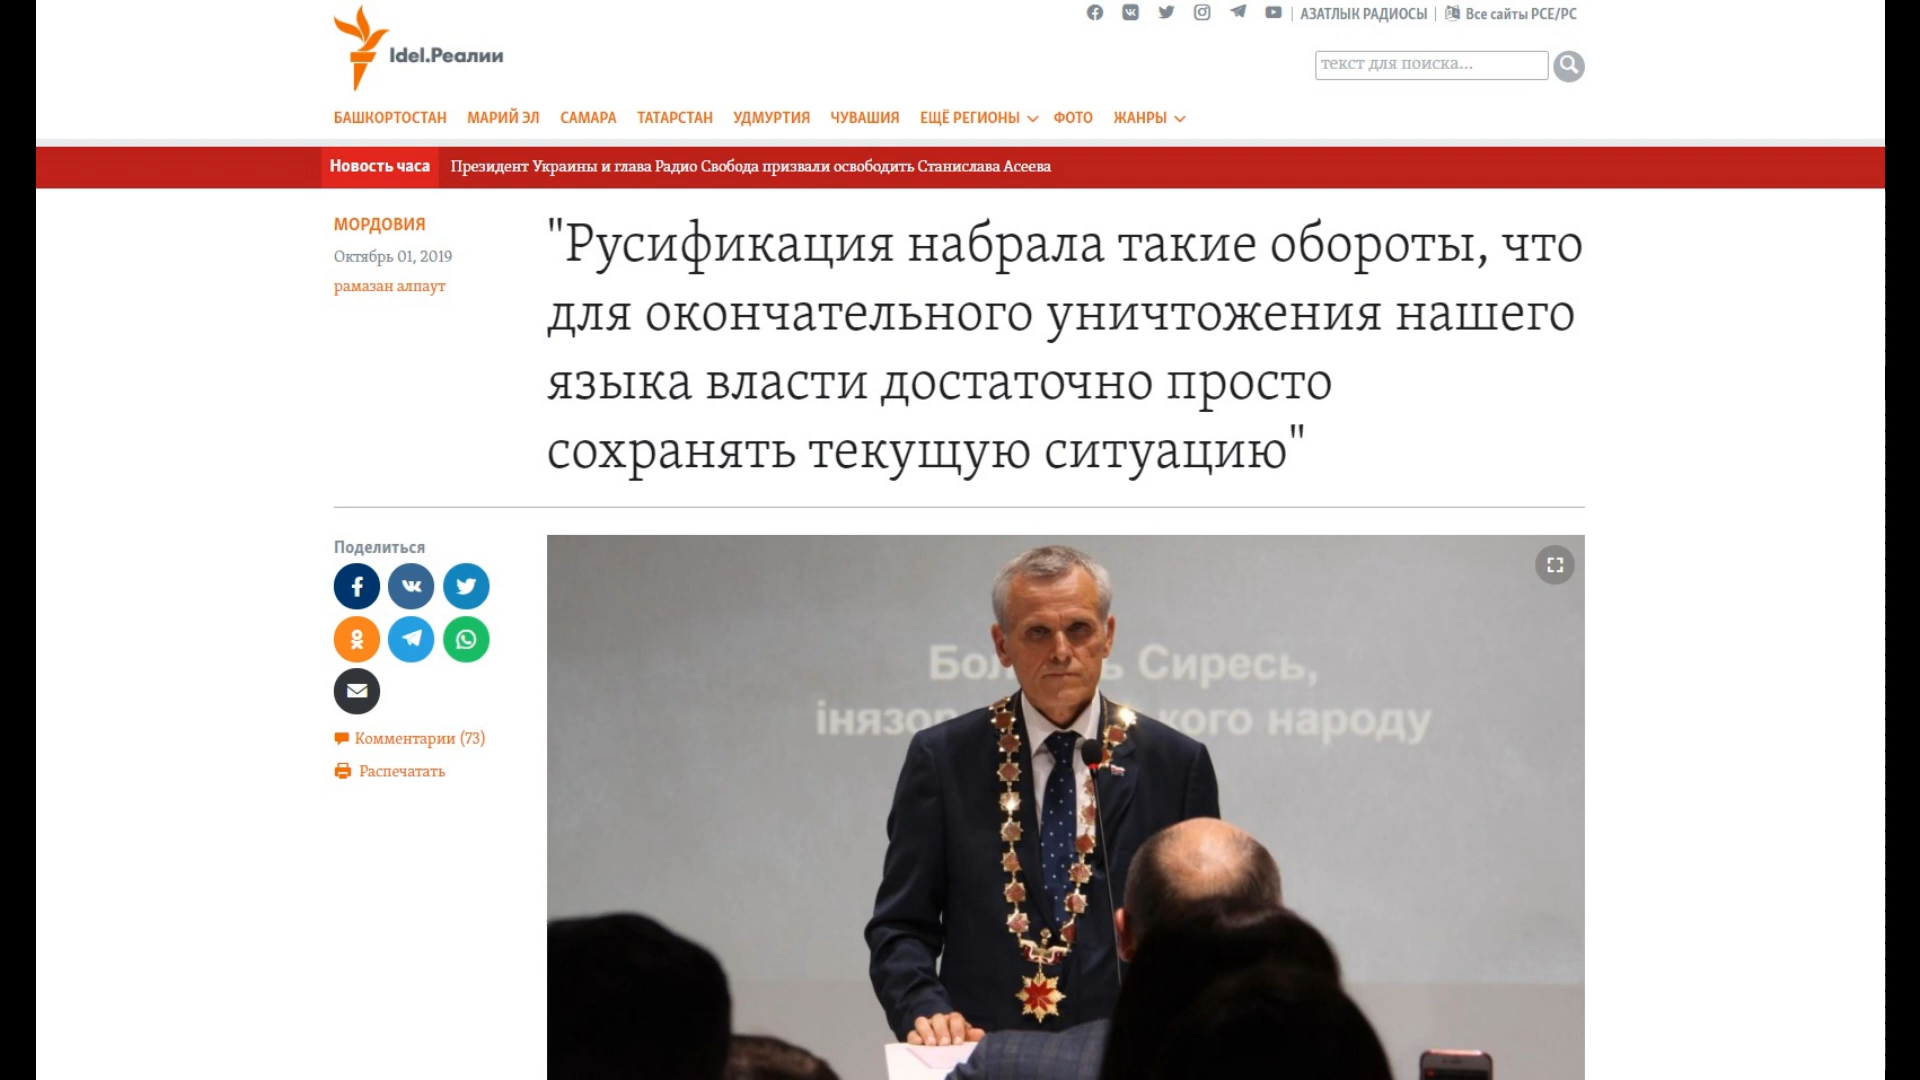 АЗАТЛЫК РАДИОСЫ
Все сайты РСЕ/РС
Idel.Реалии
текст для поиска...
БАШКОРТОСТАН МАРИЙ ЭЛ САМАРА ТАТАРСТАН УДМУРТИЯ ЧУВАШИЯ ЕЩЁ РЕГИОНЫ ФОТО ЖАНРЫ
Новость часа Президент Украины и глава Радио Свобода призвали освободить Станислава Асеева
МОРДОВИЯ
Октябрь 01, 2019
рамазан алпаут
"Русификация набрала такие обороты, что
для окончательного уничтожения нашего
языка власти достаточно просто
сохранять текущую ситуацию"
Поделиться
Комментарии (73)
Распечатать
Сиресь,
народу